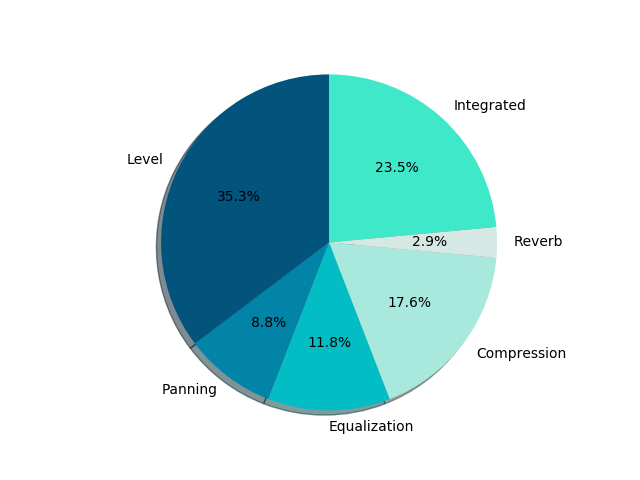 Integrated
23.5%
Level
35.3%
Reverb
2.9%
17.6%
8.8%
11.8%
Compression
Panning
Equalization